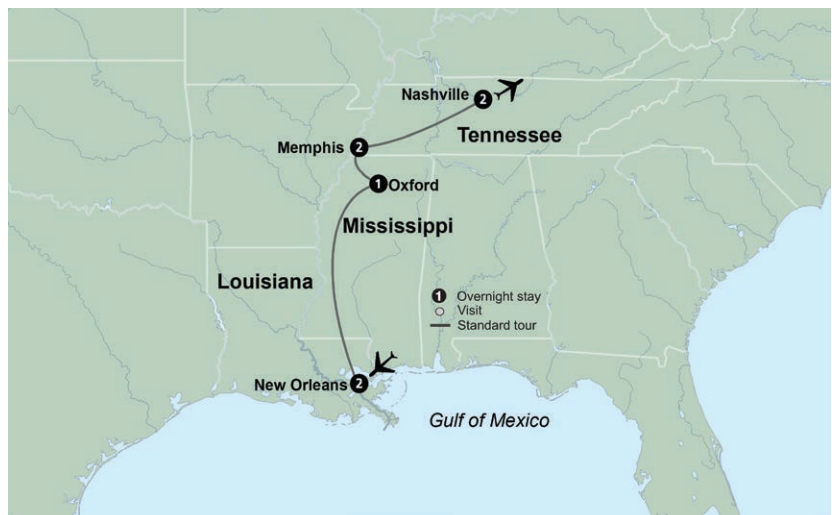 Nashville 2
Tennessee
Memphis 2
1 Oxford
Mississippi
Louisiana
1 Overnight stay
Visit
Standard tour
New Orleans 2
Gulf of Mexico